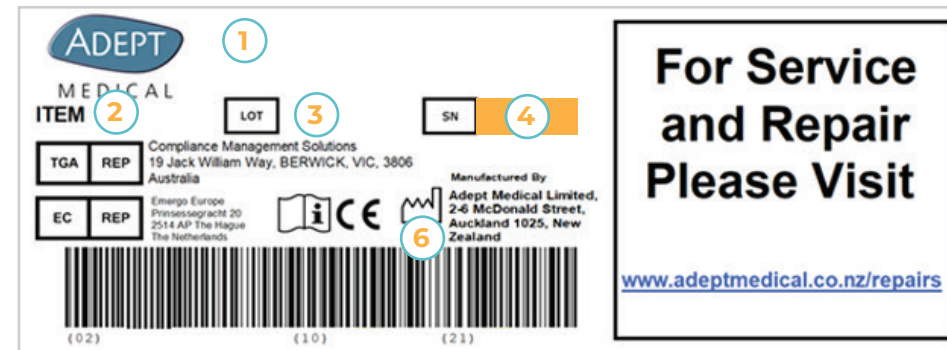 ADEPT
MEDICAL
1
ITEM 2
LOT 3
SN 4
TGA REP
Compliance Management Solutions
19 Jack William Way, BERWICK, VIC, 3806
Australia
EC REP
Emergo Europe
Prinsessegracht 20
2514 AP The Hague
The Netherlands
i CE
6
Manufactured By
Adept Medical Limited,
2-6 McDonald Street,
Auckland 1025, New
Zealand
(02) (10) (21)
For Service
and Repair
Please Visit
www.adeptmedical.co.nz/repairs